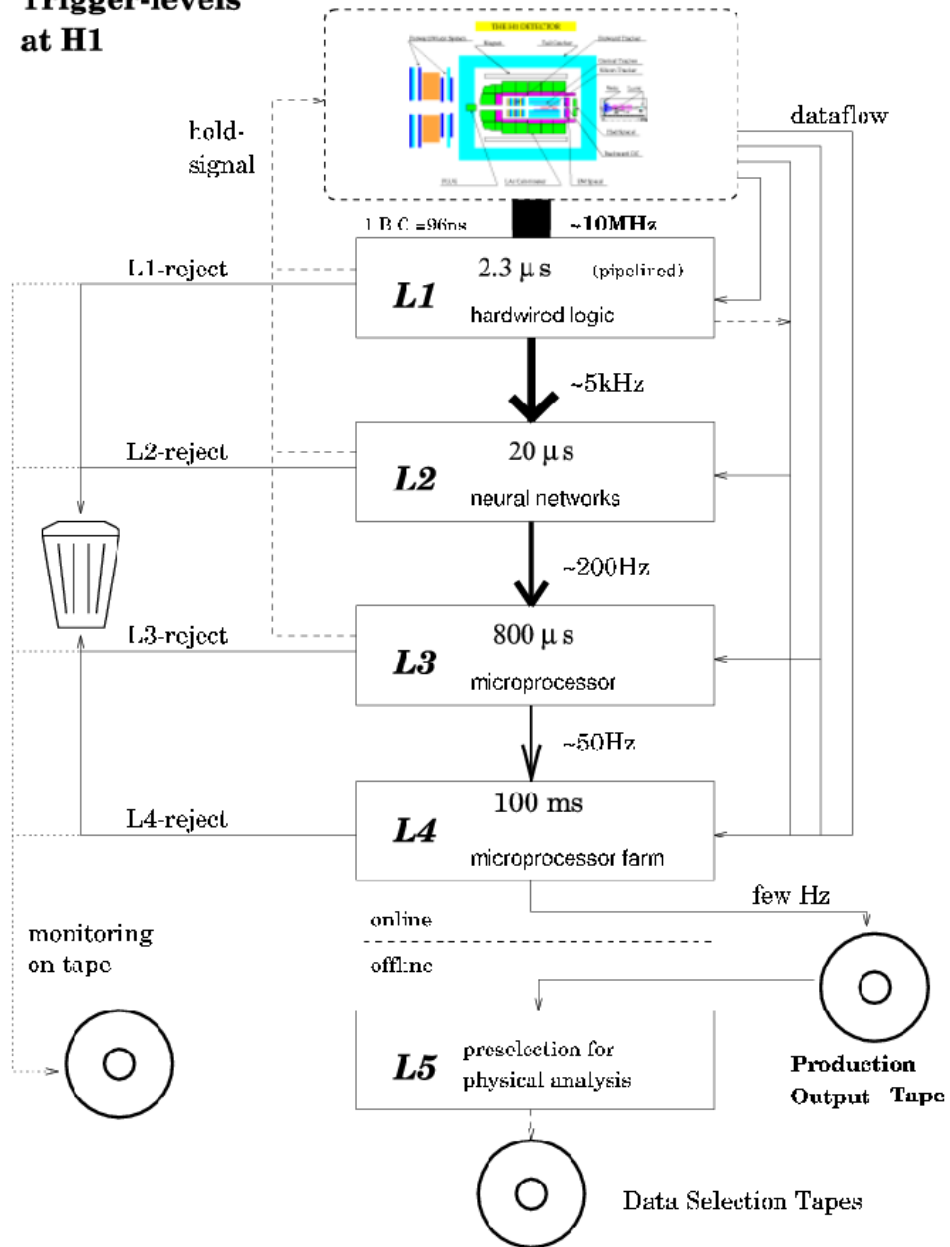 Trigger-levels
at H1
THE H1 DETECTOR
hold-
signal
dataflow
1 B C =96ns
~10MHz
L1-reject
L1
2.3 µ s
(pipelined)
hardwired logic
~5kHz
L2-reject
L2
20 µ s
neural networks
~200Hz
L3-reject
L3
800 µ s
microprocessor
~50Hz
L4-reject
L4
100 ms
microprocessor farm
few Hz
online
offline
monitoring
on tape
L5
preselection for
physical analysis
Production
Output Tape
Data Selection Tapes